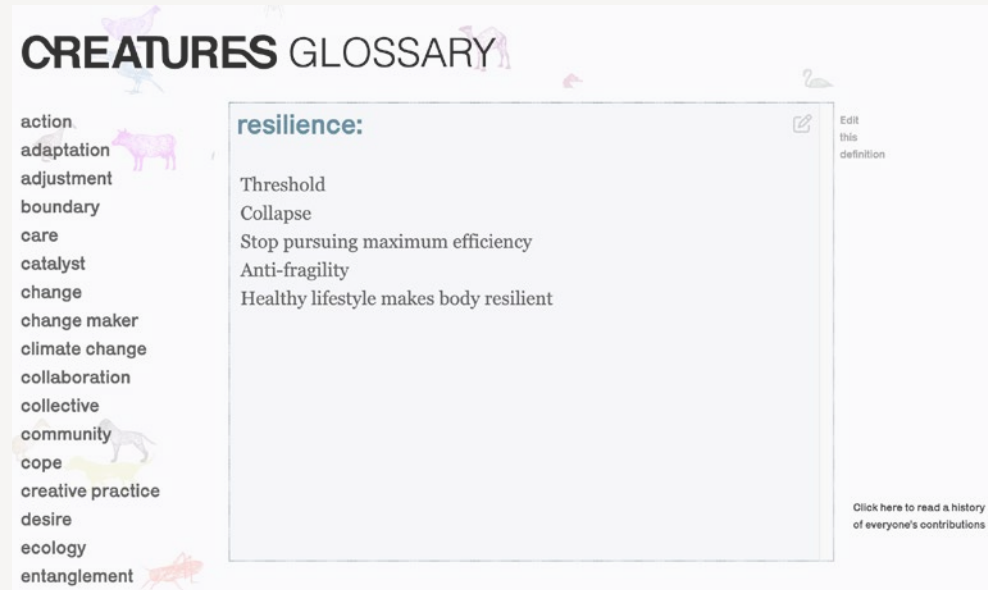 CREATURES GLOSSARY
action
adaptation
adjustment
boundary
care
catalyst
change
change maker
climate change
collaboration
collective
community
cope
creative practice
desire
ecology
entanglement
resilience:
Threshold
Collapse
Stop pursuing maximum efficiency
Anti-fragility
Healthy lifestyle makes body resilient
Edit
this
definition
Click here to read a history
of everyone's contributions